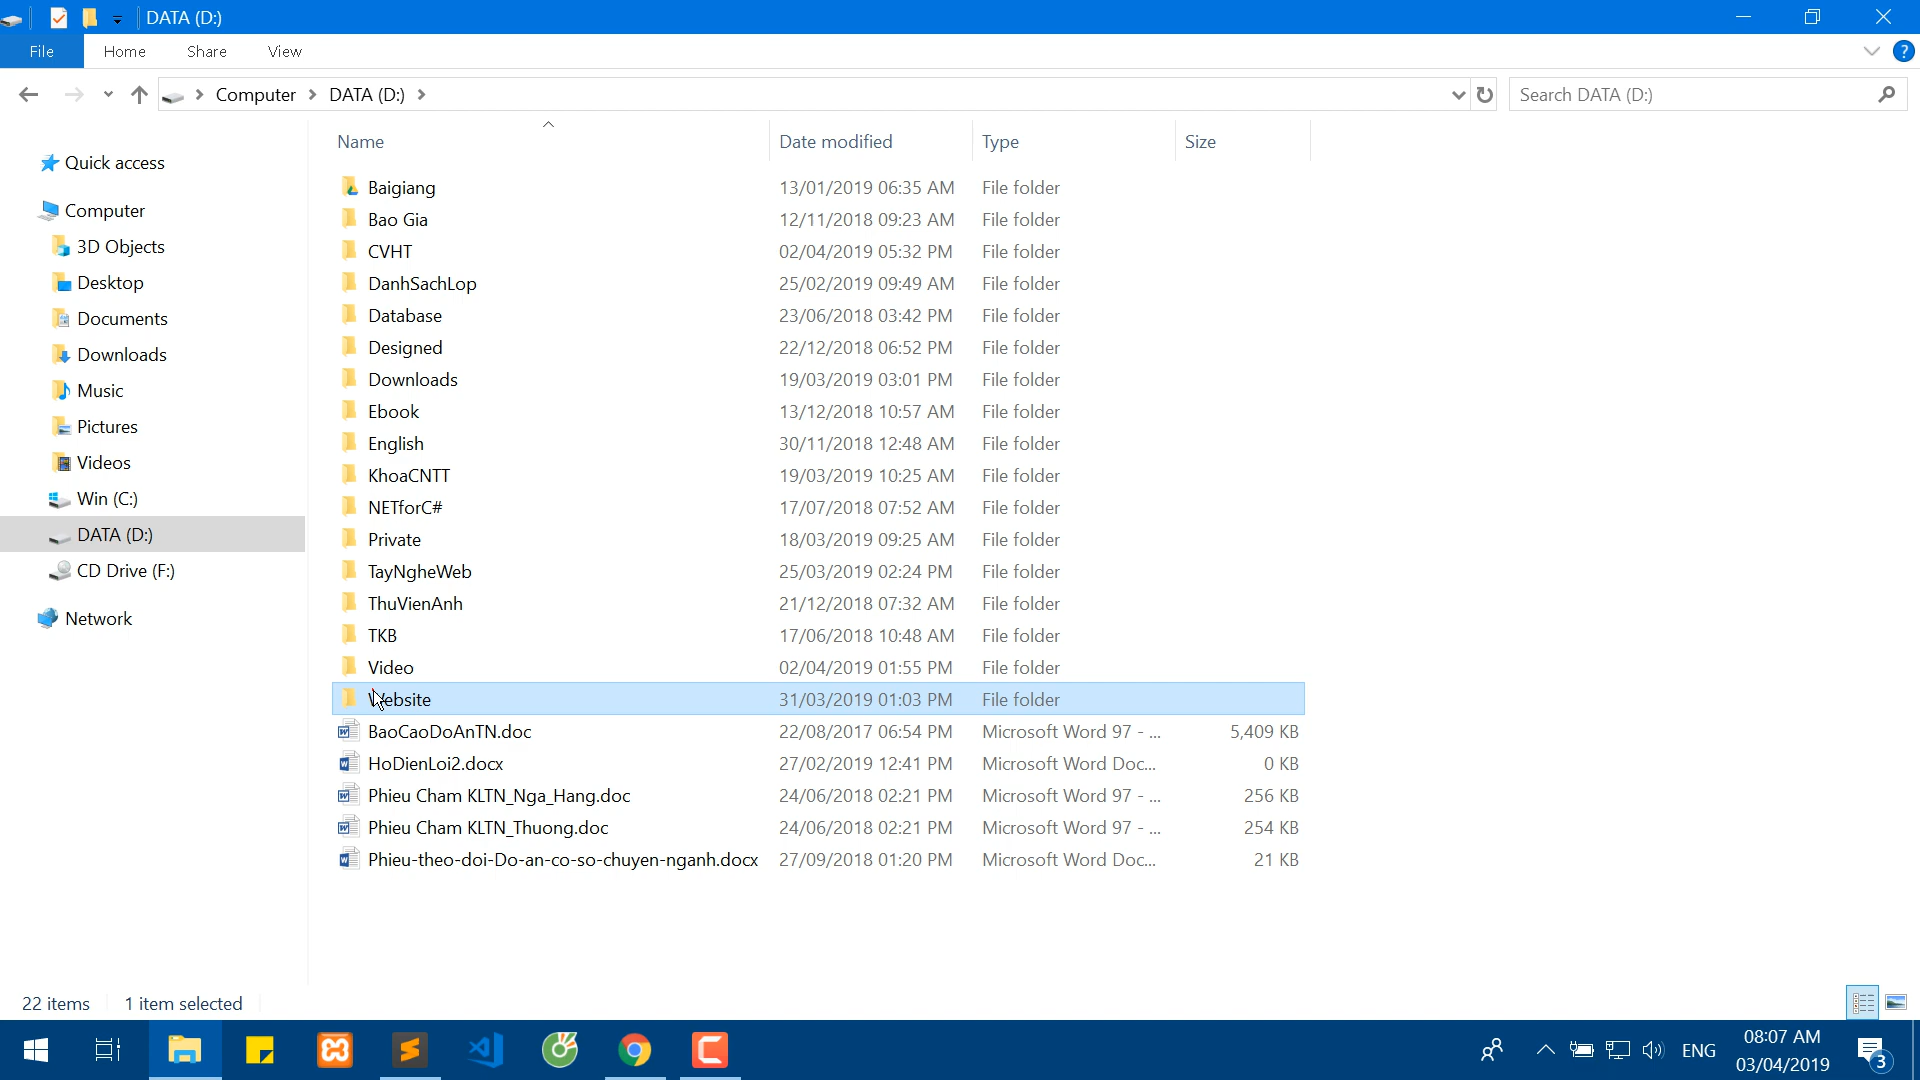 DATA (D:)
File Home Share View ?
Computer DATA (D:) Search DATA (D:)
Name Date modified Type Size
Quick access
Computer
3D Objects
Desktop
Documents
Downloads
Music
Pictures
Videos
Win (C:)
DATA (D:)
CD Drive (F:)
Network
Baigiang 13/01/2019 06:35 AM File folder
Bao Gia 12/11/2018 09:23 AM File folder
CVHT 02/04/2019 05:32 PM File folder
DanhSachLop 25/02/2019 09:49 AM File folder
Database 23/06/2018 03:42 PM File folder
Designed 22/12/2018 06:52 PM File folder
Downloads 19/03/2019 03:01 PM File folder
Ebook 13/12/2018 10:57 AM File folder
English 30/11/2018 12:48 AM File folder
KhoaCNTT 19/03/2019 10:25 AM File folder
NETforC# 17/07/2018 07:52 AM File folder
Private 18/03/2019 09:25 AM File folder
TayNgheWeb 25/03/2019 02:24 PM File folder
ThuVienAnh 21/12/2018 07:32 AM File folder
TKB 17/06/2018 10:48 AM File folder
Video 02/04/2019 01:55 PM File folder
Website 31/03/2019 01:03 PM File folder
BaoCaoDoAnTN.doc 22/08/2017 06:54 PM Microsoft Word 97 - ... 5,409 KB
HoDienLoi2.docx 27/02/2019 12:41 PM Microsoft Word Doc... 0 KB
Phieu Cham KLTN_Nga_Hang.doc 24/06/2018 02:21 PM Microsoft Word 97 - ... 256 KB
Phieu Cham KLTN_Thuong.doc 24/06/2018 02:21 PM Microsoft Word 97 - ... 254 KB
Phieu-theo-doi-Do-an-co-so-chuyen-nganh.docx 27/09/2018 01:20 PM Microsoft Word Doc... 21 KB
22 items 1 item selected
ENG
08:07 AM
03/04/2019
3